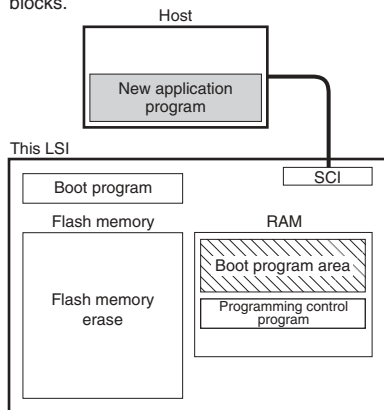 blocks.
Host
New application
program
This LSI
SCI
Boot program
Flash memory
RAM
Boot program area
Flash memory
erase
Programming control
program